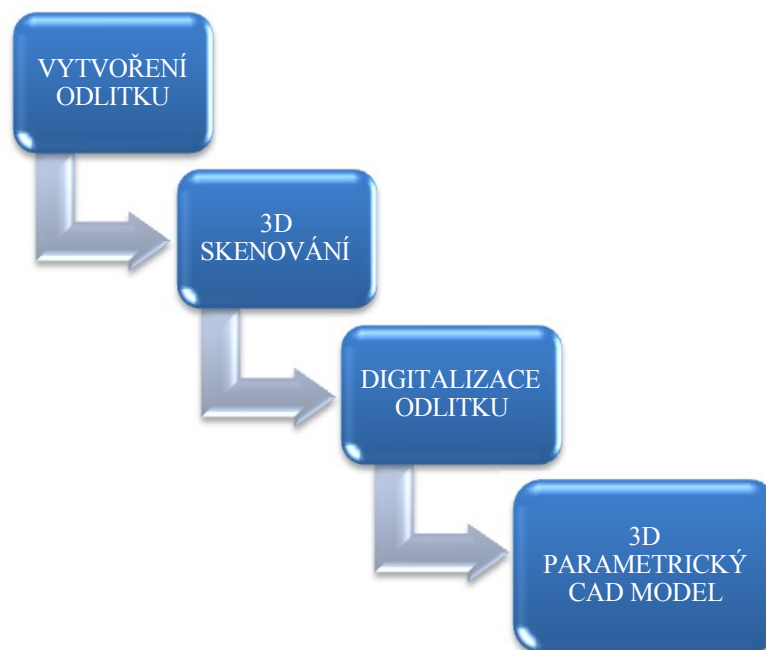 VYTVOŘENÍ
ODLITKU
3D
SKENOVÁNÍ
DIGITALIZACE
ODLITKU
3D
PARAMETRICKÝ
CAD MODEL